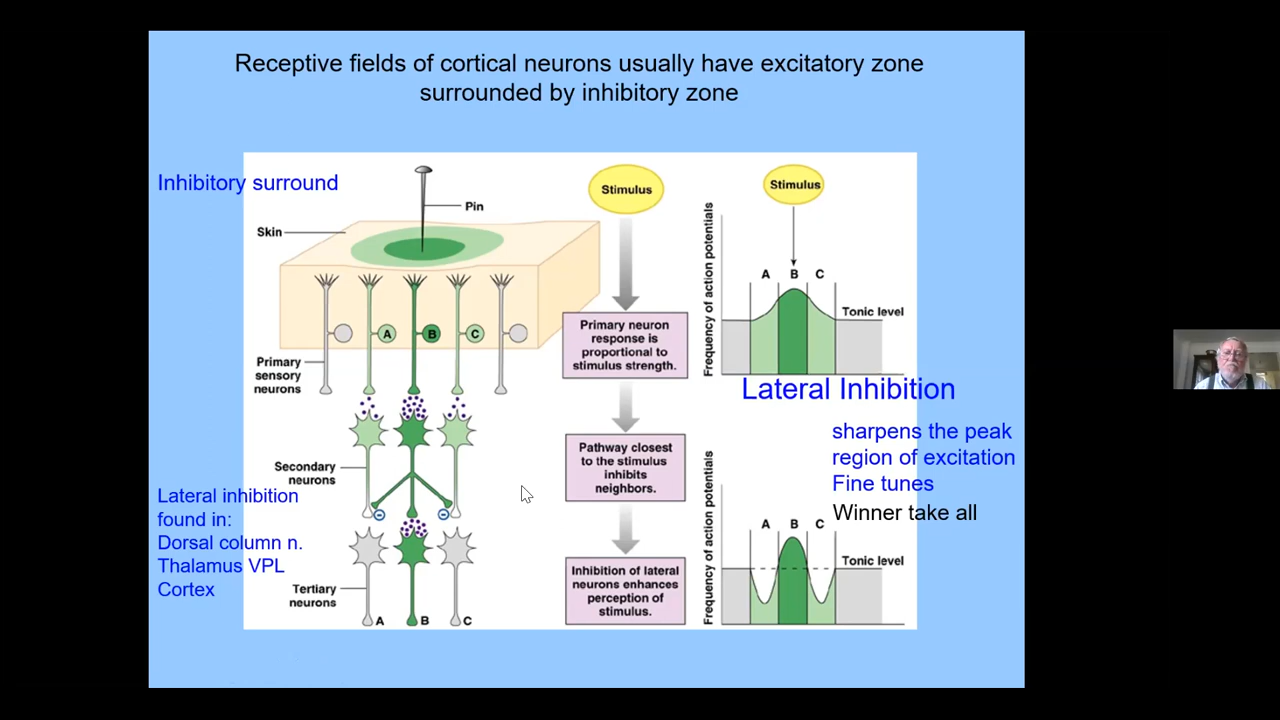 Receptive fields of cortical neurons usually have excitatory zone
surrounded by inhibitory zone
Inhibitory surround
Pin
Skin
A
B
C
Primary
sensory
neurons
Secondary
neurons
Lateral inhibition
found in:
Dorsal column n.
Thalamus VPL
Cortex
Tertiary
neurons
A
B
C
Stimulus
Primary neuron
response is
proportional to
stimulus strength.
Pathway closest
to the stimulus
inhibits
neighbors.
Inhibition of lateral
neurons enhances
perception of
stimulus.
Stimulus
Frequency of action potentials
A
B
C
Tonic level
Lateral Inhibition
sharpens the peak
region of excitation
Fine tunes
Winner take all
Frequency of action potentials
A
B
C
Tonic level